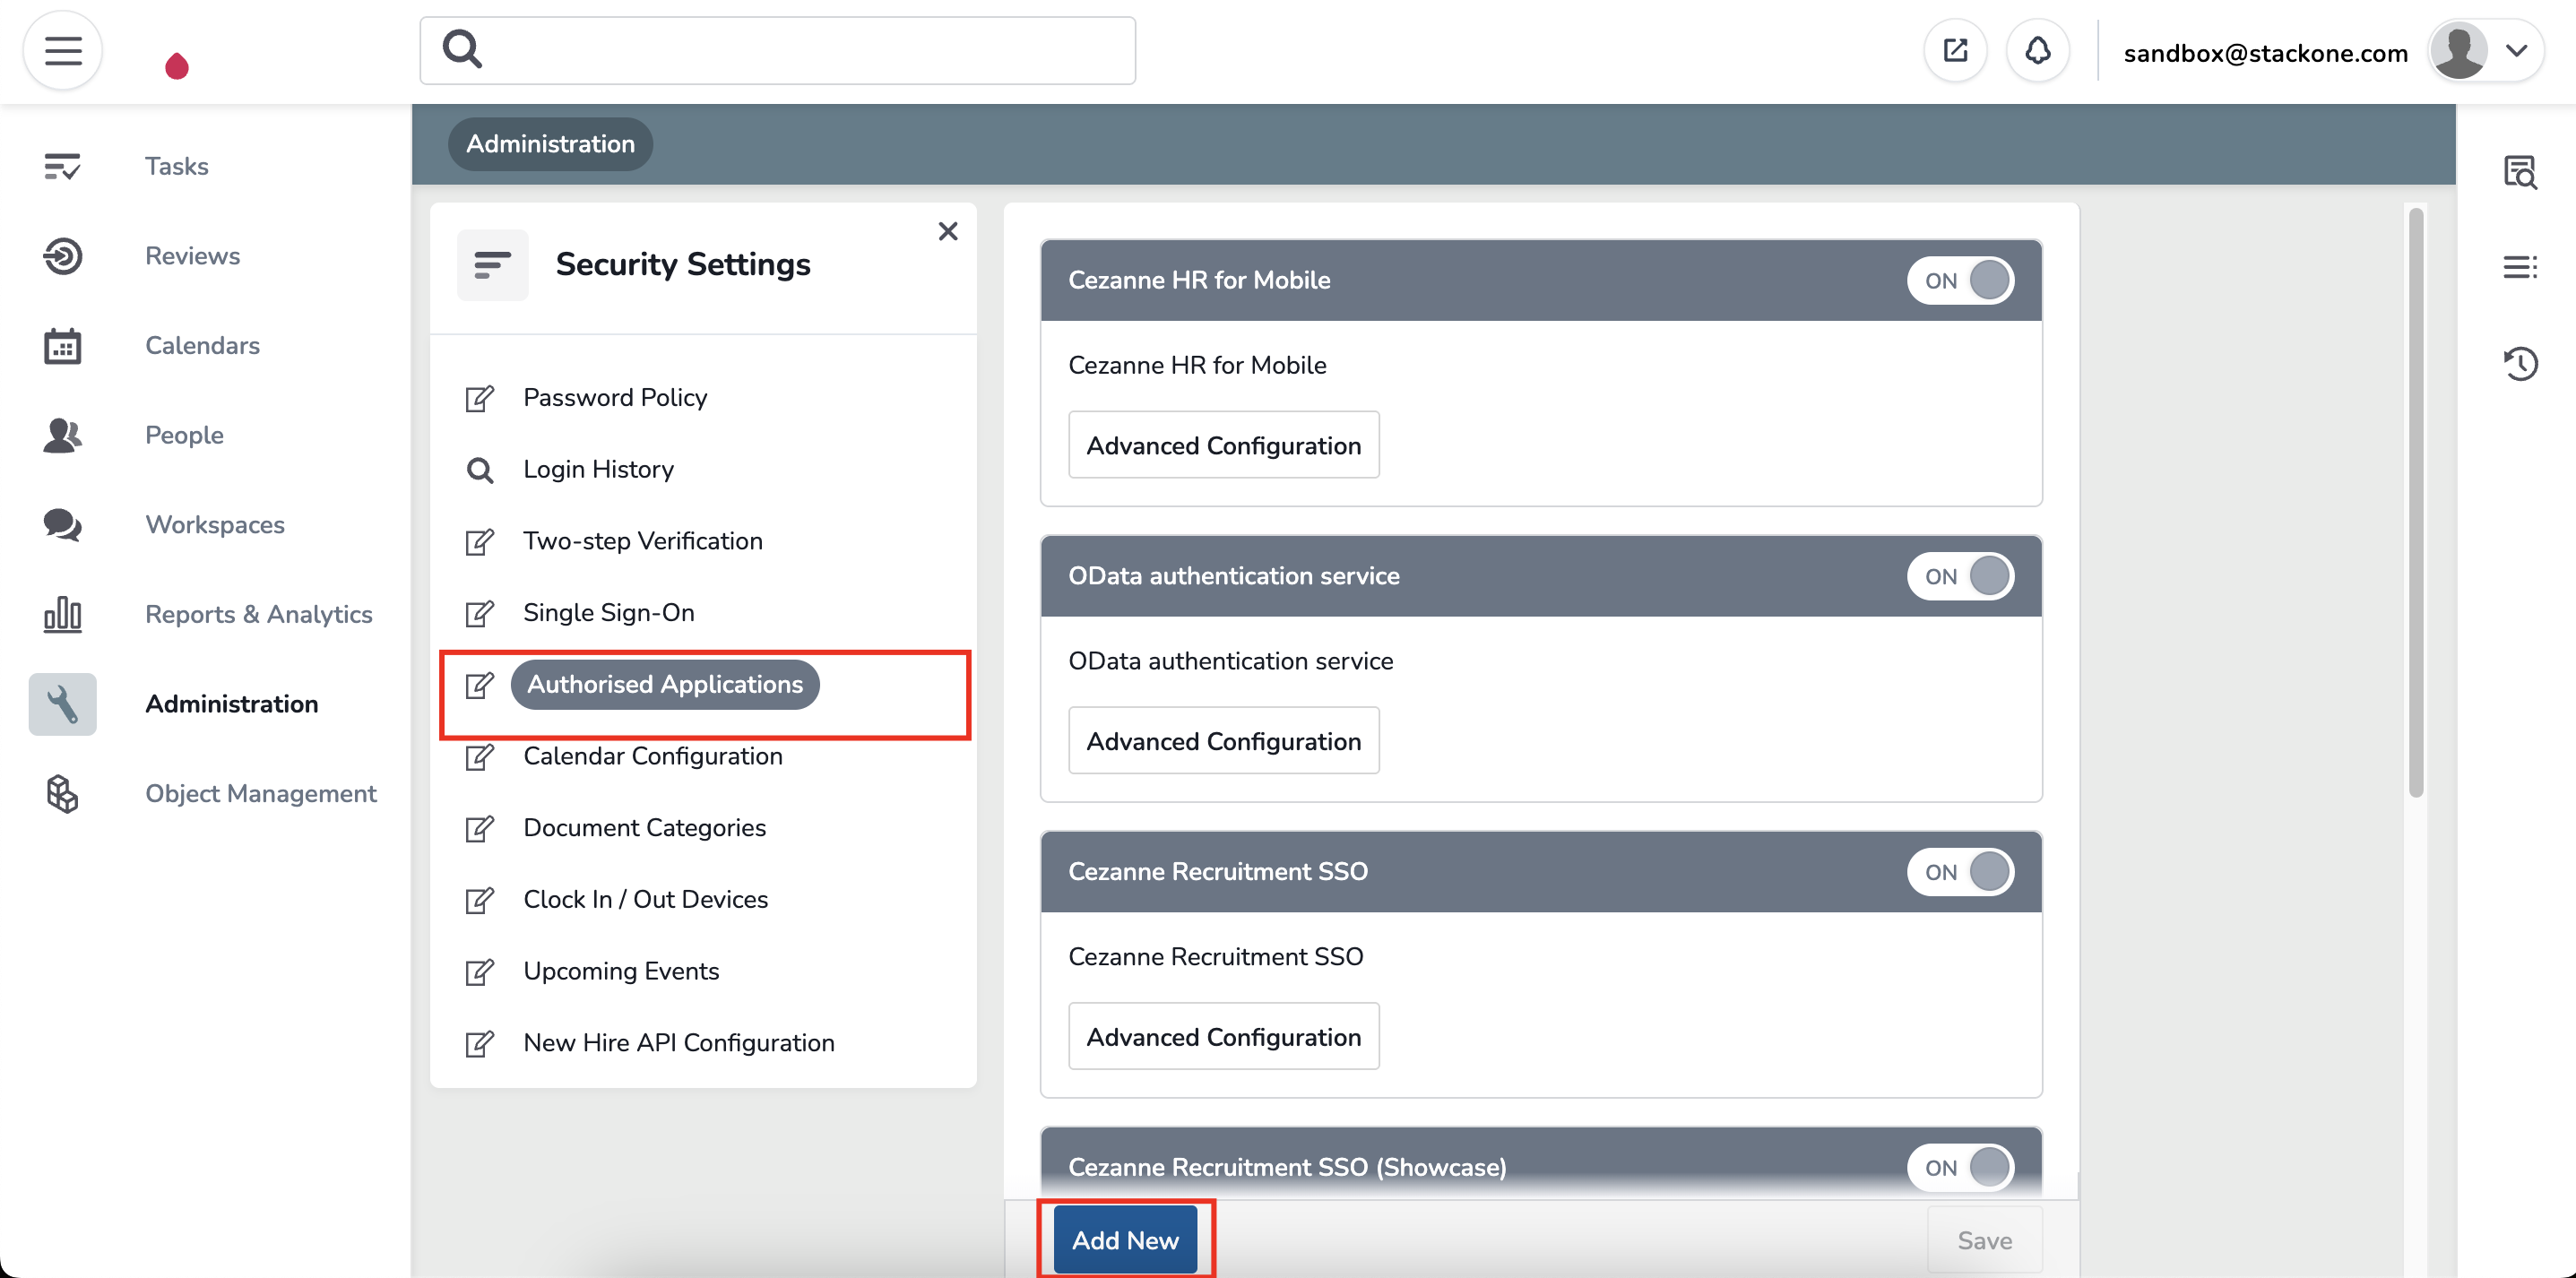 sandbox@stackone.com
Tasks
Reviews
Calendars
People
Workspaces
Reports & Analytics
Administration
Object Management
Administration
Security Settings
Password Policy
Login History
Two-step Verification
Single Sign-On
Authorised Applications
Calendar Configuration
Document Categories
Clock In / Out Devices
Upcoming Events
New Hire API Configuration
Cezanne HR for Mobile
ON
Cezanne HR for Mobile
Advanced Configuration
OData authentication service
ON
OData authentication service
Advanced Configuration
Cezanne Recruitment SSO
ON
Cezanne Recruitment SSO
Advanced Configuration
Cezanne Recruitment SSO (Showcase)
ON
Add New
Save